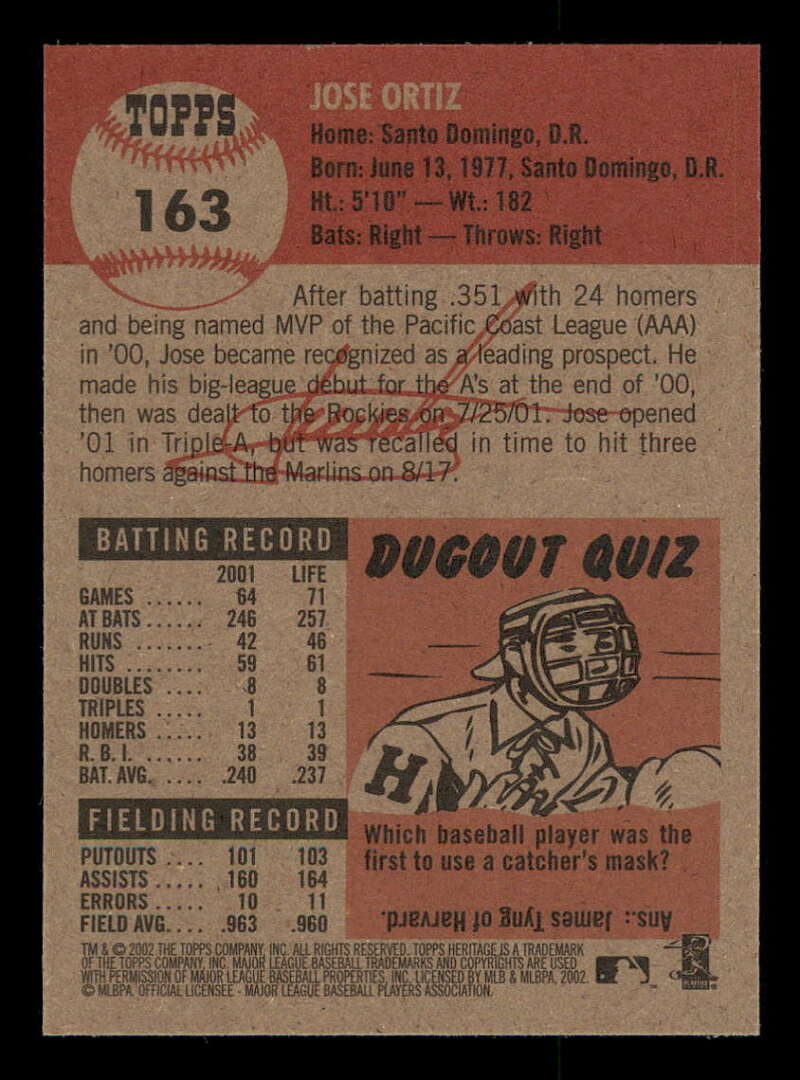 TOPPS
163
JOSE ORTIZ
Home: Santo Domingo, D.R.
Born: June 13, 1977, Santo Domingo, D.R.
Ht.: 5'10" — Wt.: 182
Bats: Right — Throws: Right
After batting .351 with 24 homers
and being named MVP of the Pacific Coast League (AAA)
in '00, Jose became recognized as a leading prospect. He
made his big-league debut for the A's at the end of '00,
then was dealt to the Rockies on 7/25/01. Jose opened
'01 in Triple-A, but was recalled in time to hit three
homers against the Marlins on 8/17.
BATTING RECORD
2001 LIFE
GAMES ...... 64 71
AT BATS ...... 246 257
RUNS ....... 42 46
HITS ........ 59 61
DOUBLES .... 8 8
TRIPLES ..... 1 1
HOMERS ..... 13 13
R. B. I. ...... 38 39
BAT. AVG. .... .240 .237
FIELDING RECORD
PUTOUTS .... 101 103
ASSISTS ..... 160 164
ERRORS ..... 10 11
FIELD AVG.... .963 .960
DUGOUT QUIZ
H
Which baseball player was the
first to use a catcher's mask?
Ans.: James Tyng of Harvard.
TM & © 2002 THE TOPPS COMPANY, INC. ALL RIGHTS RESERVED. TOPPS HERITAGE IS A TRADEMARK
OF THE TOPPS COMPANY, INC. MAJOR LEAGUE BASEBALL TRADEMARKS AND COPYRIGHTS ARE USED
WITH PERMISSION OF MAJOR LEAGUE BASEBALL PROPERTIES, INC. LICENSED BY MLB & MLBPA, 2002.
© MLBPA. OFFICIAL LICENSEE - MAJOR LEAGUE BASEBALL PLAYERS ASSOCIATION.